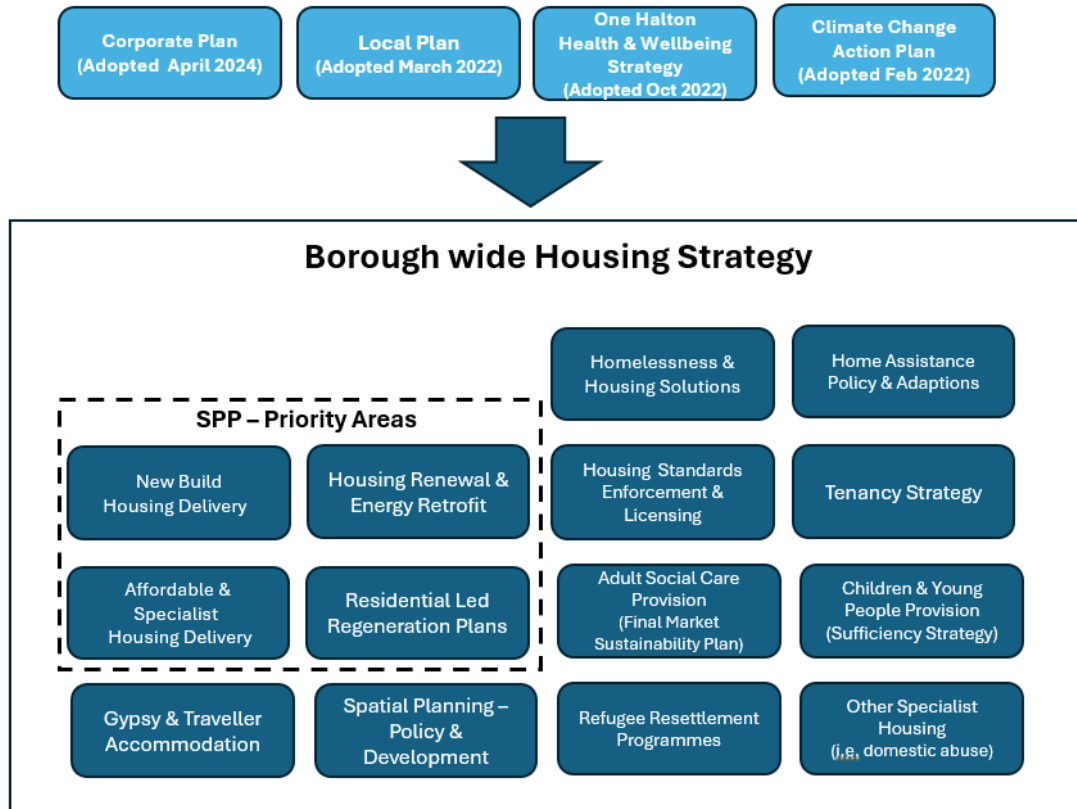 Corporate Plan
(Adopted April 2024)
Local Plan
(Adopted March 2022)
One Halton
Health & Wellbeing
Strategy
(Adopted Oct 2022)
Climate Change
Action Plan
(Adopted Feb 2022)
Borough wide Housing Strategy
Homelessness &
Housing Solutions
Home Assistance
Policy & Adaptions
SPP – Priority Areas
New Build
Housing Delivery
Housing Renewal &
Energy Retrofit
Housing Standards
Enforcement &
Licensing
Tenancy Strategy
Affordable &
Specialist
Housing Delivery
Residential Led
Regeneration Plans
Adult Social Care
Provision
(Final Market
Sustainability Plan)
Children & Young
People Provision
(Sufficiency Strategy)
Gypsy & Traveller
Accommodation
Spatial Planning –
Policy &
Development
Refugee Resettlement
Programmes
Other Specialist
Housing
(i.e. domestic abuse)